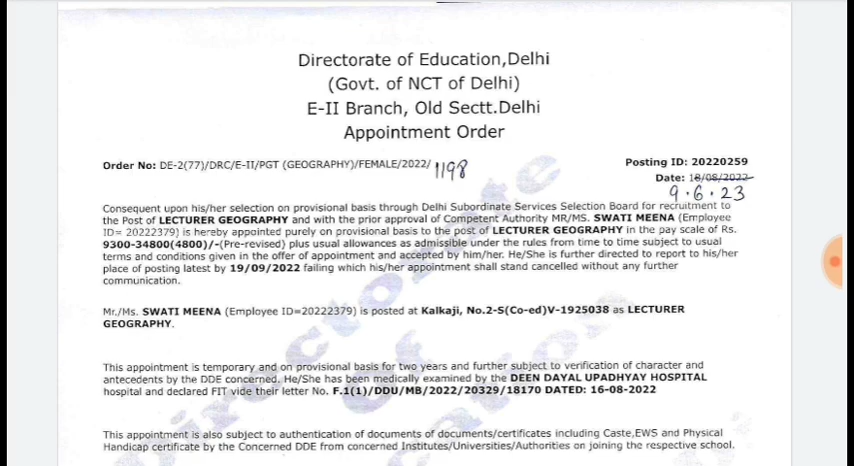 Directorate of Education,Delhi
(Govt. of NCT of Delhi)
E-II Branch, Old Sectt.Delhi
Appointment Order
Order No: DE-2(77)/DRC/E-II/PGT (GEOGRAPHY)/FEMALE/2022/ 1198
Posting ID: 20220259
Date: 18/08/2022
9.6.23
Consequent upon his/her selection on provisional basis through Delhi Subordinate Services Selection Board for recruitment to
the Post of LECTURER GEOGRAPHY and with the prior approval of Competent Authority MR/MS. SWATI MEENA (Employee
ID= 20222379) is hereby appointed purely on provisional basis to the post of LECTURER GEOGRAPHY in the pay scale of Rs.
9300-34800(4800)/-(Pre-revised) plus usual allowances as admissible under the rules from time to time subject to usual
terms and conditions given in the offer of appointment and accepted by him/her. He/She is further directed to report to his/her
place of posting latest by 19/09/2022 failing which his/her appointment shall stand cancelled without any further
communication.
Mr./Ms. SWATI MEENA (Employee ID=20222379) is posted at Kalkaji, No.2-S(Co-ed)V-1925038 as LECTURER
GEOGRAPHY.
This appointment is temporary and on provisional basis for two years and further subject to verification of character and
antecedents by the DDE concerned. He/She has been medically examined by the DEEN DAYAL UPADHYAY HOSPITAL
hospital and declared FIT vide their letter No. F.1(1)/DDU/MB/2022/20329/18170 DATED: 16-08-2022
This appointment is also subject to authentication of documents of documents/certificates including Caste,EWS and Physical
Handicap certificate by the Concerned DDE from concerned Institutes/Universities/Authorities on joining the respective school.
Directorate
Of